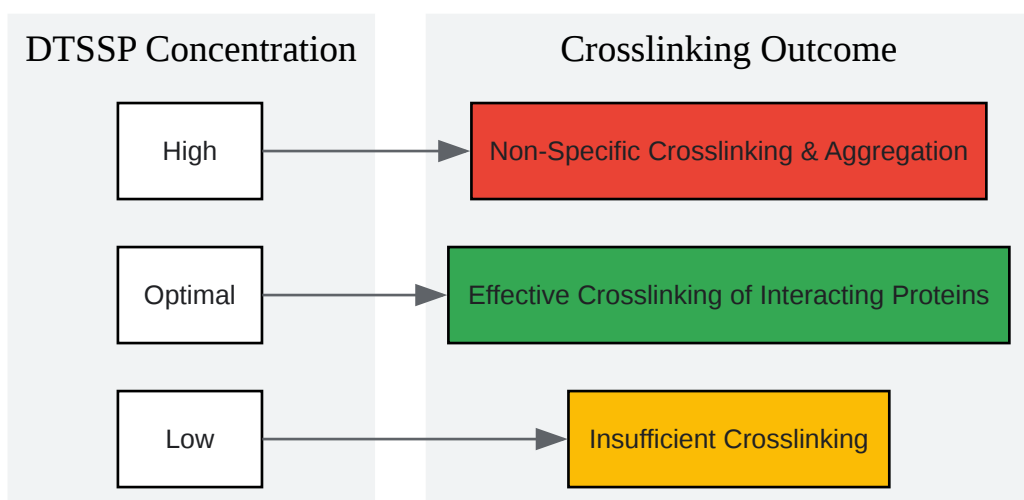 DTSSP Concentration
Crosslinking Outcome
High
Non-Specific Crosslinking & Aggregation
Optimal
Effective Crosslinking of Interacting Proteins
Low
Insufficient Crosslinking